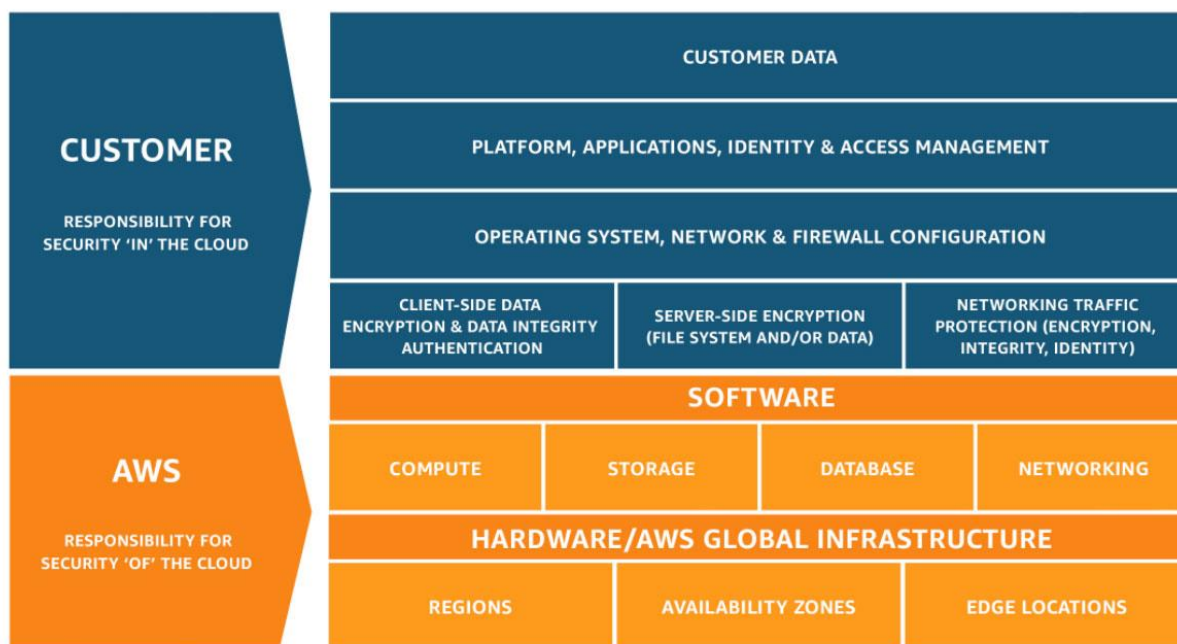 CUSTOMER
RESPONSIBILITY FOR
SECURITY ‘IN’ THE CLOUD
CUSTOMER DATA
PLATFORM, APPLICATIONS, IDENTITY & ACCESS MANAGEMENT
OPERATING SYSTEM, NETWORK & FIREWALL CONFIGURATION
CLIENT-SIDE DATA
ENCRYPTION & DATA INTEGRITY
AUTHENTICATION
SERVER-SIDE ENCRYPTION
(FILE SYSTEM AND/OR DATA)
NETWORKING TRAFFIC
PROTECTION (ENCRYPTION,
INTEGRITY, IDENTITY)
AWS
RESPONSIBILITY FOR
SECURITY ‘OF’ THE CLOUD
SOFTWARE
COMPUTE
STORAGE
DATABASE
NETWORKING
HARDWARE/AWS GLOBAL INFRASTRUCTURE
REGIONS
AVAILABILITY ZONES
EDGE LOCATIONS